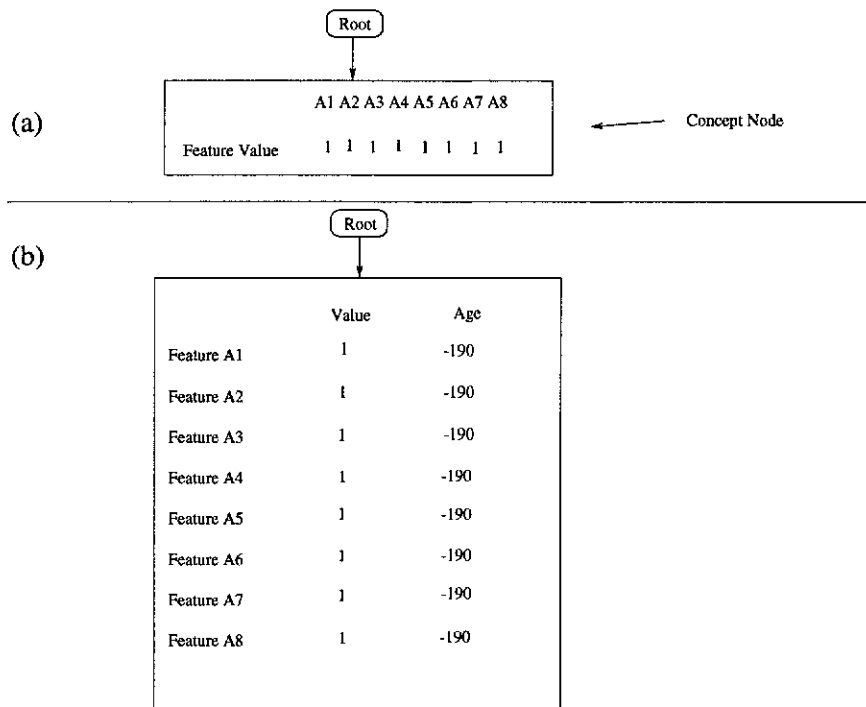 Root
A1 A2 A3 A4 A5 A6 A7 A8
(a)
Concept Node
Feature Value 1 1 1 1 1 1 1 1
Root
(b)
Value Age
Feature A1 1 -190
Feature A2 1 -190
Feature A3 1 -190
Feature A4 1 -190
Feature A5 1 -190
Feature A6 1 -190
Feature A7 1 -190
Feature A8 1 -190